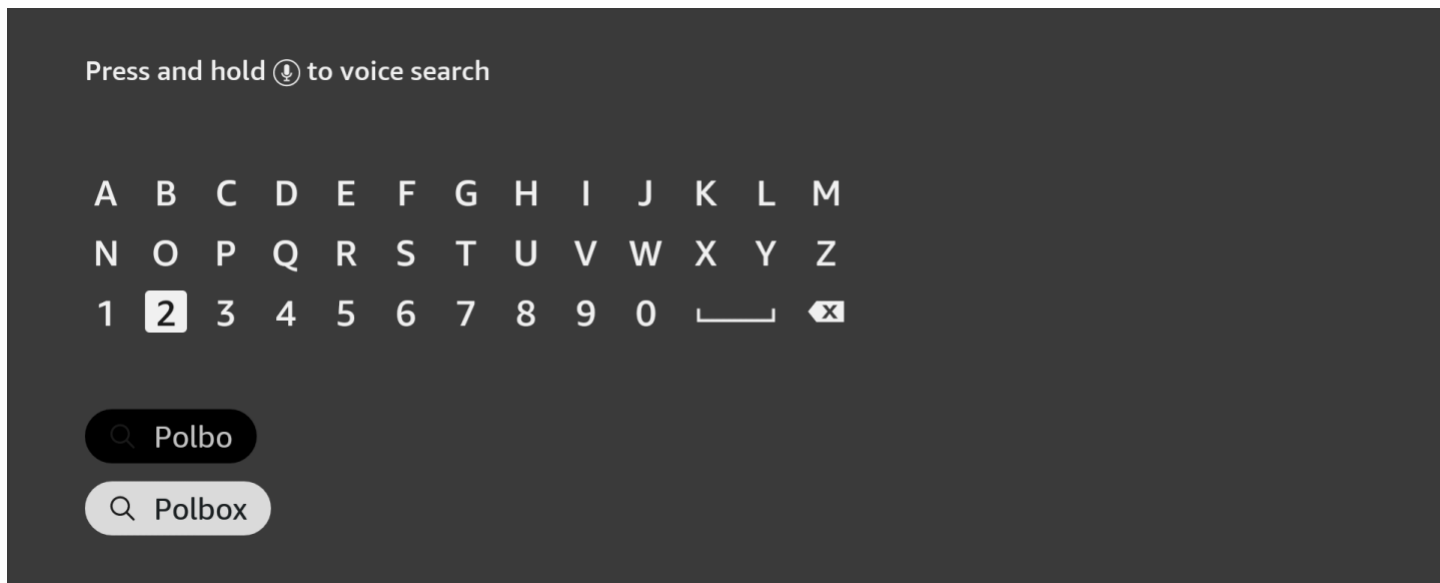 Press and hold to voice search
A B C D E F G H I J K L M
N O P Q R S T U V W X Y Z
1 2 3 4 5 6 7 8 9 0
Polbo
Polbox